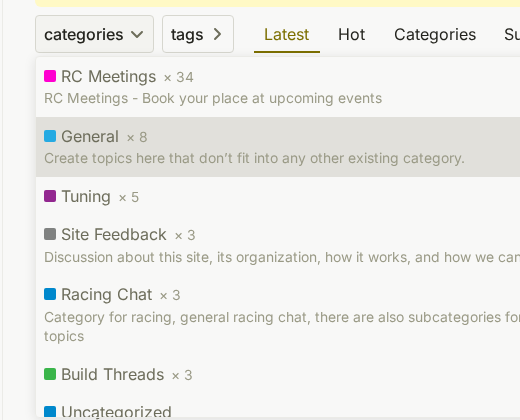 categories tags Latest Hot Categories Su
RC Meetings × 34
RC Meetings - Book your place at upcoming events
General × 8
Create topics here that don't fit into any other existing category.
Tuning × 5
Site Feedback × 3
Discussion about this site, its organization, how it works, and how we can
Racing Chat × 3
Category for racing, general racing chat, there are also subcategories for
topics
Build Threads × 3
Uncategorized